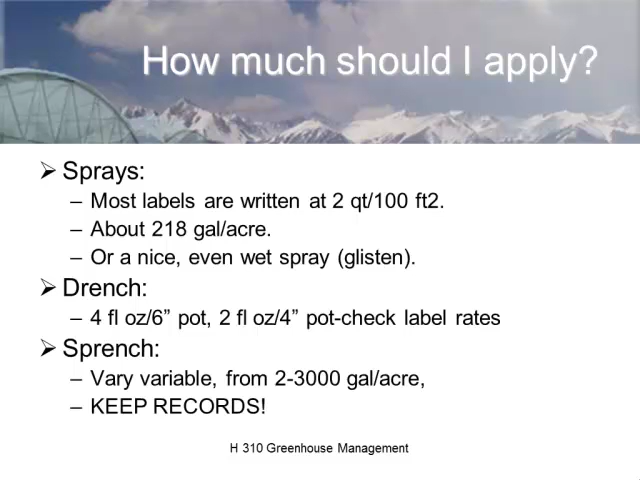 How much should I apply?
➢ Sprays:
– Most labels are written at 2 qt/100 ft2.
– About 218 gal/acre.
– Or a nice, even wet spray (glisten).
➢ Drench:
– 4 fl oz/6” pot, 2 fl oz/4” pot-check label rates
➢ Sprench:
– Vary variable, from 2-3000 gal/acre,
– KEEP RECORDS!
H 310 Greenhouse Management